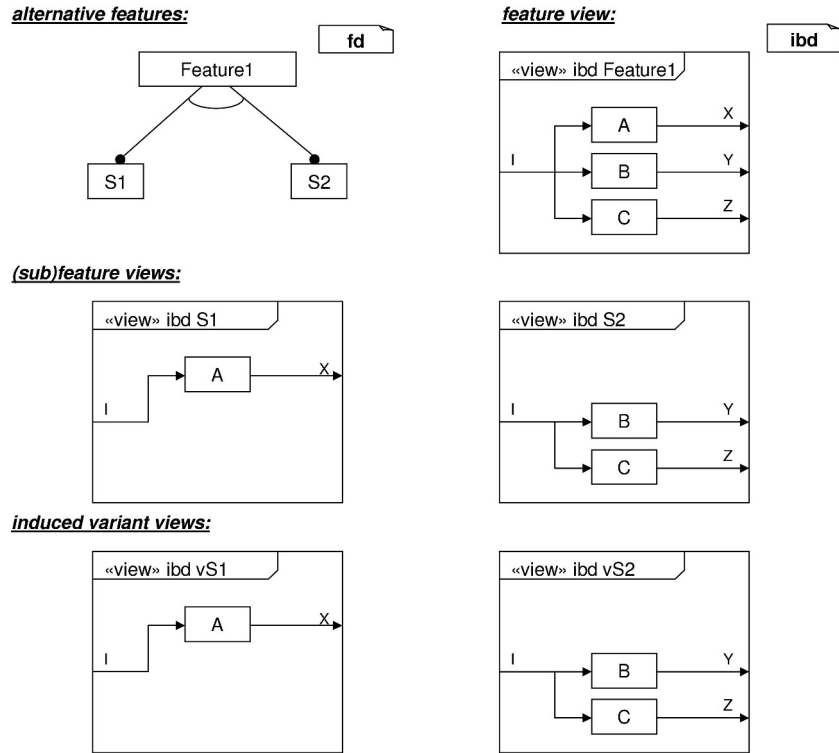 alternative features:
fd
Feature1
S1
S2
feature view:
ibd
«view» ibd Feature1
I
A
X
B
Y
C
Z
(sub)feature views:
«view» ibd S1
I
A
X
«view» ibd S2
I
B
Y
C
Z
induced variant views:
«view» ibd vS1
I
A
X
«view» ibd vS2
I
B
Y
C
Z